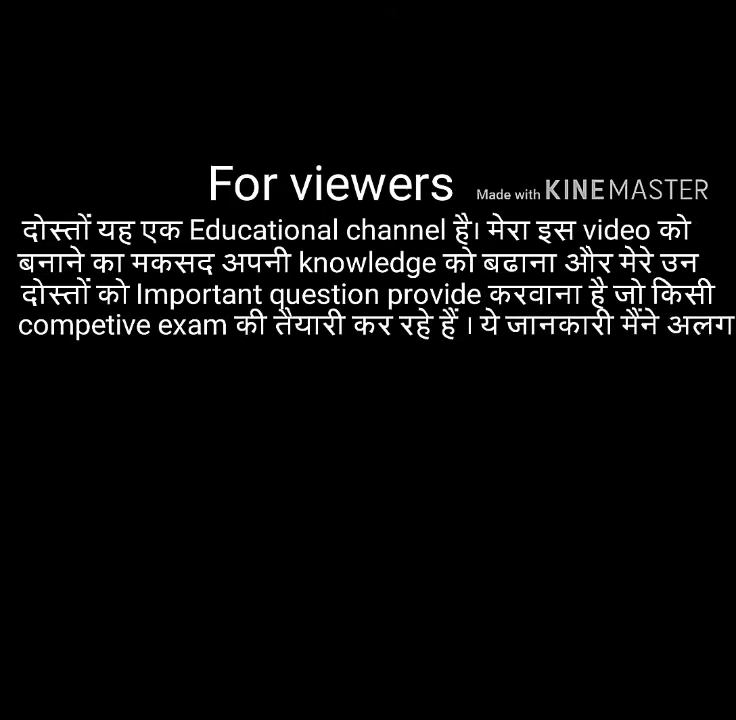 For viewers
Made with KINEMASTER
दोस्तों यह एक Educational channel है। मेरा इस video को
बनाने का मकसद अपनी knowledge को बढाना और मेरे उन
दोस्तों को Important question provide करवाना है जो किसी
competive exam की तैयारी कर रहे हैं । ये जानकारी मैंने अलग